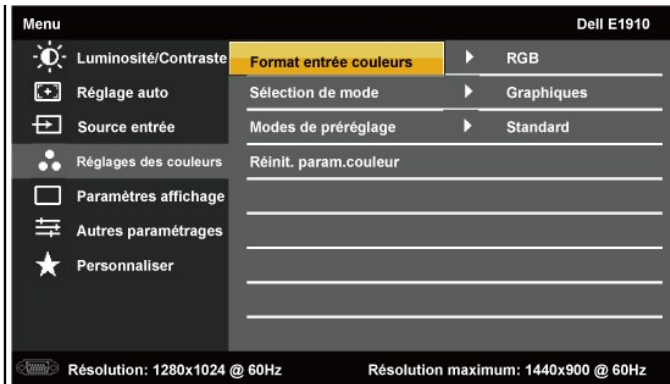 Menu Dell E1910
Luminosité/Contraste Format entrée couleurs RGB
Réglage auto Sélection de mode Graphiques
Source entrée Modes de préréglage Standard
Réglages des couleurs Réinit. param.couleur
Paramètres affichage
Autres paramétrages
Personnaliser
Résolution: 1280x1024 @ 60Hz Résolution maximum: 1440x900 @ 60Hz